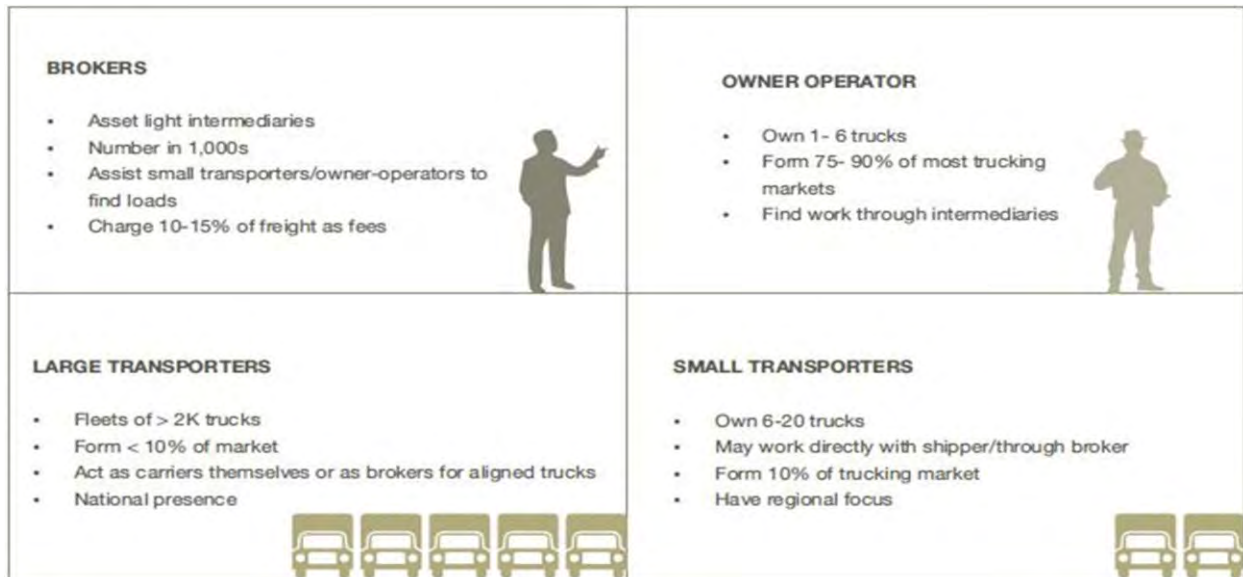 BROKERS
• Asset light intermediaries
• Number in 1,000s
• Assist small transporters/owner-operators to
find loads
• Charge 10-15% of freight as fees
OWNER OPERATOR
• Own 1- 6 trucks
• Form 75- 90% of most trucking
markets
• Find work through intermediaries
LARGE TRANSPORTERS
• Fleets of > 2K trucks
• Form < 10% of market
• Act as carriers themselves or as brokers for aligned trucks
• National presence
SMALL TRANSPORTERS
• Own 6-20 trucks
• May work directly with shipper/through broker
• Form 10% of trucking market
• Have regional focus